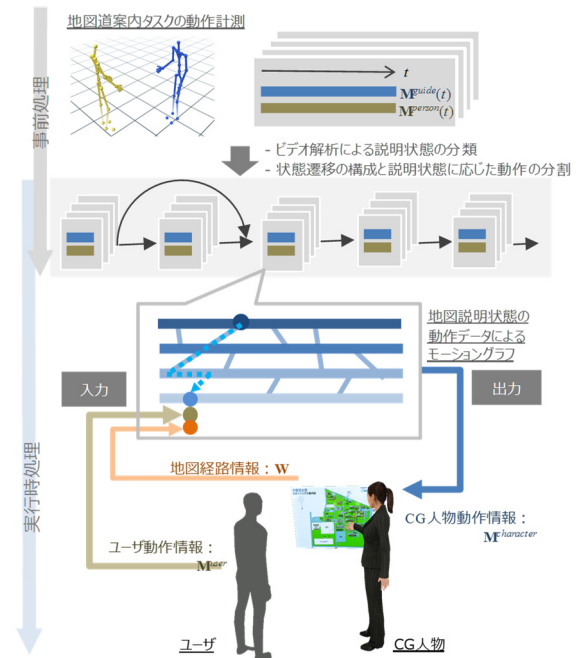 地図道案内タスクの動作計測
t
M^guide(t)
M^person(t)
事前処理
- ビデオ解析による説明状態の分類
- 状態遷移の構成と説明状態に応じた動作の分割
地図説明状態の
動作データによる
モーショングラフ
入力
出力
実行時処理
地図経路情報：W
CG人物動作情報：
M^character
ユーザ動作情報：
M^user
ユーザ
CG人物